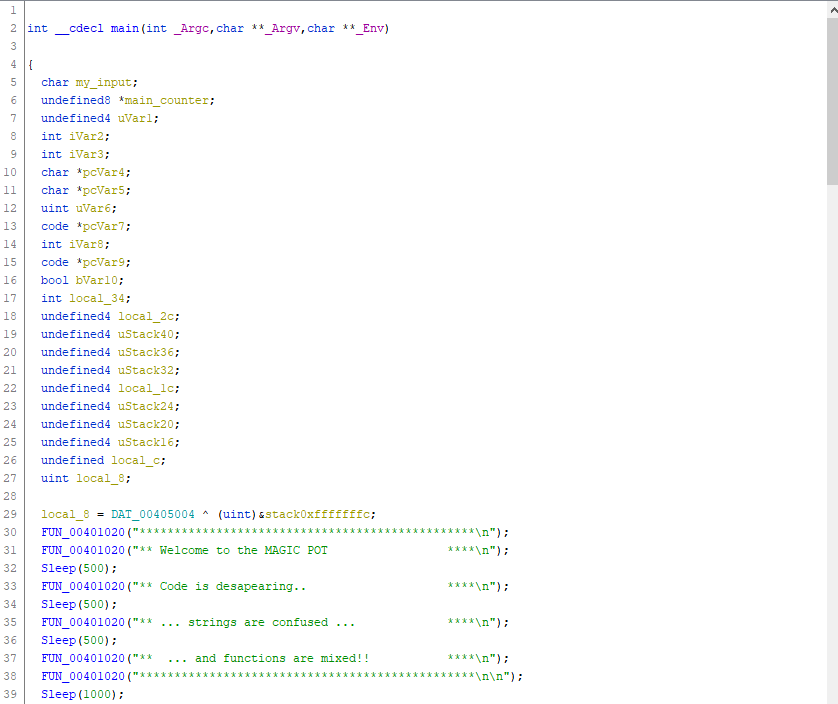 1
2 int __cdecl main(int _Argc,char **_Argv,char **_Env)
3
4 {
5   char my_input;
6   undefined8 *main_counter;
7   undefined4 uVar1;
8   int iVar2;
9   int iVar3;
10   char *pcVar4;
11   char *pcVar5;
12   uint uVar6;
13   code *pcVar7;
14   int iVar8;
15   code *pcVar9;
16   bool bVar10;
17   int local_34;
18   undefined4 local_2c;
19   undefined4 uStack40;
20   undefined4 uStack36;
21   undefined4 uStack32;
22   undefined4 local_1c;
23   undefined4 uStack24;
24   undefined4 uStack20;
25   undefined4 uStack16;
26   undefined local_c;
27   uint local_8;
28
29   local_8 = DAT_00405004 ^ (uint)&stack0xfffffffc;
30   FUN_00401020("************************************************\n");
31   FUN_00401020("** Welcome to the MAGIC POT                 ****\n");
32   Sleep(500);
33   FUN_00401020("** Code is desapearing..                    ****\n");
34   Sleep(500);
35   FUN_00401020("** ... strings are confused ...             ****\n");
36   Sleep(500);
37   FUN_00401020("**  ... and functions are mixed!!           ****\n");
38   FUN_00401020("************************************************\n\n");
39   Sleep(1000);